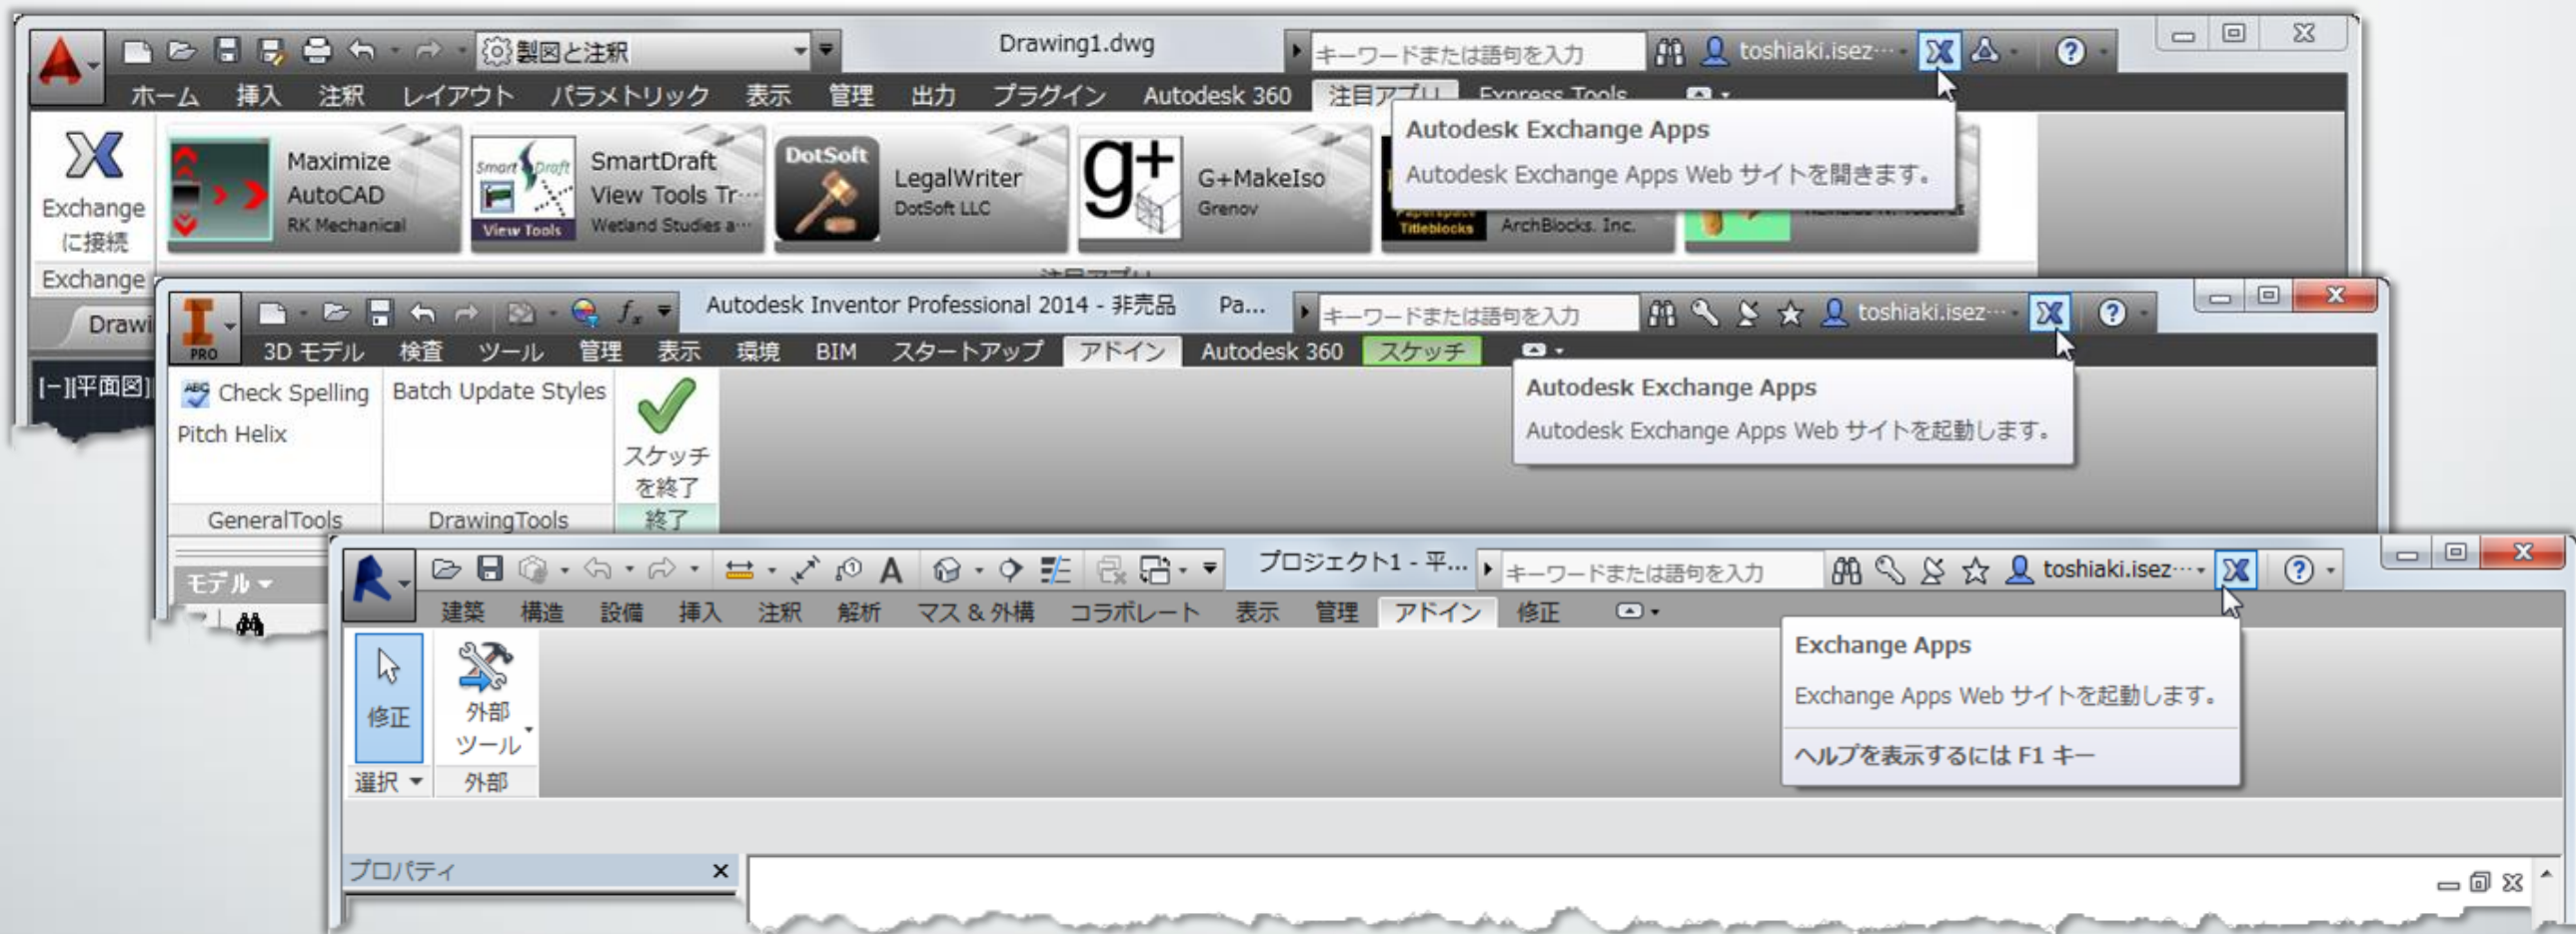 製図と注釈 Drawing1.dwg キーワードまたは語句を入力 toshiaki.isez…
ホーム 挿入 注釈 レイアウト パラメトリック 表示 管理 出力 プラグイン Autodesk 360 注目アプリ Express Tools
Autodesk Exchange Apps
Autodesk Exchange Apps Web サイトを開きます。
Exchange
に接続
Exchange
Maximize
AutoCAD
RK Mechanical
Smart Draft
View Tools
SmartDraft
View Tools Tr…
Wetland Studies a…
DotSoft
LegalWriter
DotSoft LLC
g+
G+MakeIso
Grenov
Paperspace
Titleblocks
ArchBlocks. Inc.
注目アプリ
Drawi
[−][平面図]
PRO
Autodesk Inventor Professional 2014 - 非売品 Pa... キーワードまたは語句を入力 toshiaki.isez…
3D モデル 検査 ツール 管理 表示 環境 BIM スタートアップ アドイン Autodesk 360 スケッチ
Autodesk Exchange Apps
Autodesk Exchange Apps Web サイトを起動します。
ABC Check Spelling
Pitch Helix
GeneralTools
Batch Update Styles
DrawingTools
スケッチ
を終了
終了
モデル
プロジェクト1 - 平... キーワードまたは語句を入力 toshiaki.isez…
建築 構造 設備 挿入 注釈 解析 マス & 外構 コラボレート 表示 管理 アドイン 修正
Exchange Apps
Exchange Apps Web サイトを起動します。
ヘルプを表示するには F1 キー
修正
選択
外部
ツール
外部
プロパティ